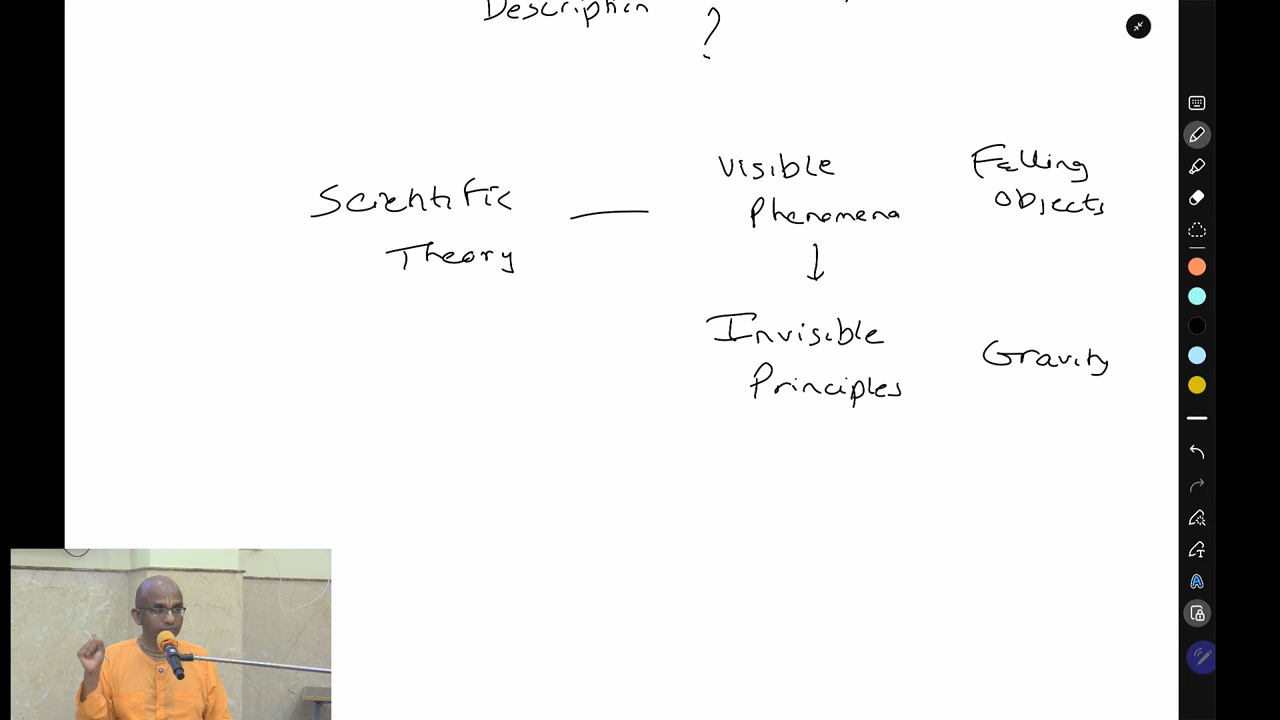 Description
?
Scientific
Theory
Visible
Phenomena
Falling
objects
Invisible
Principles
Gravity